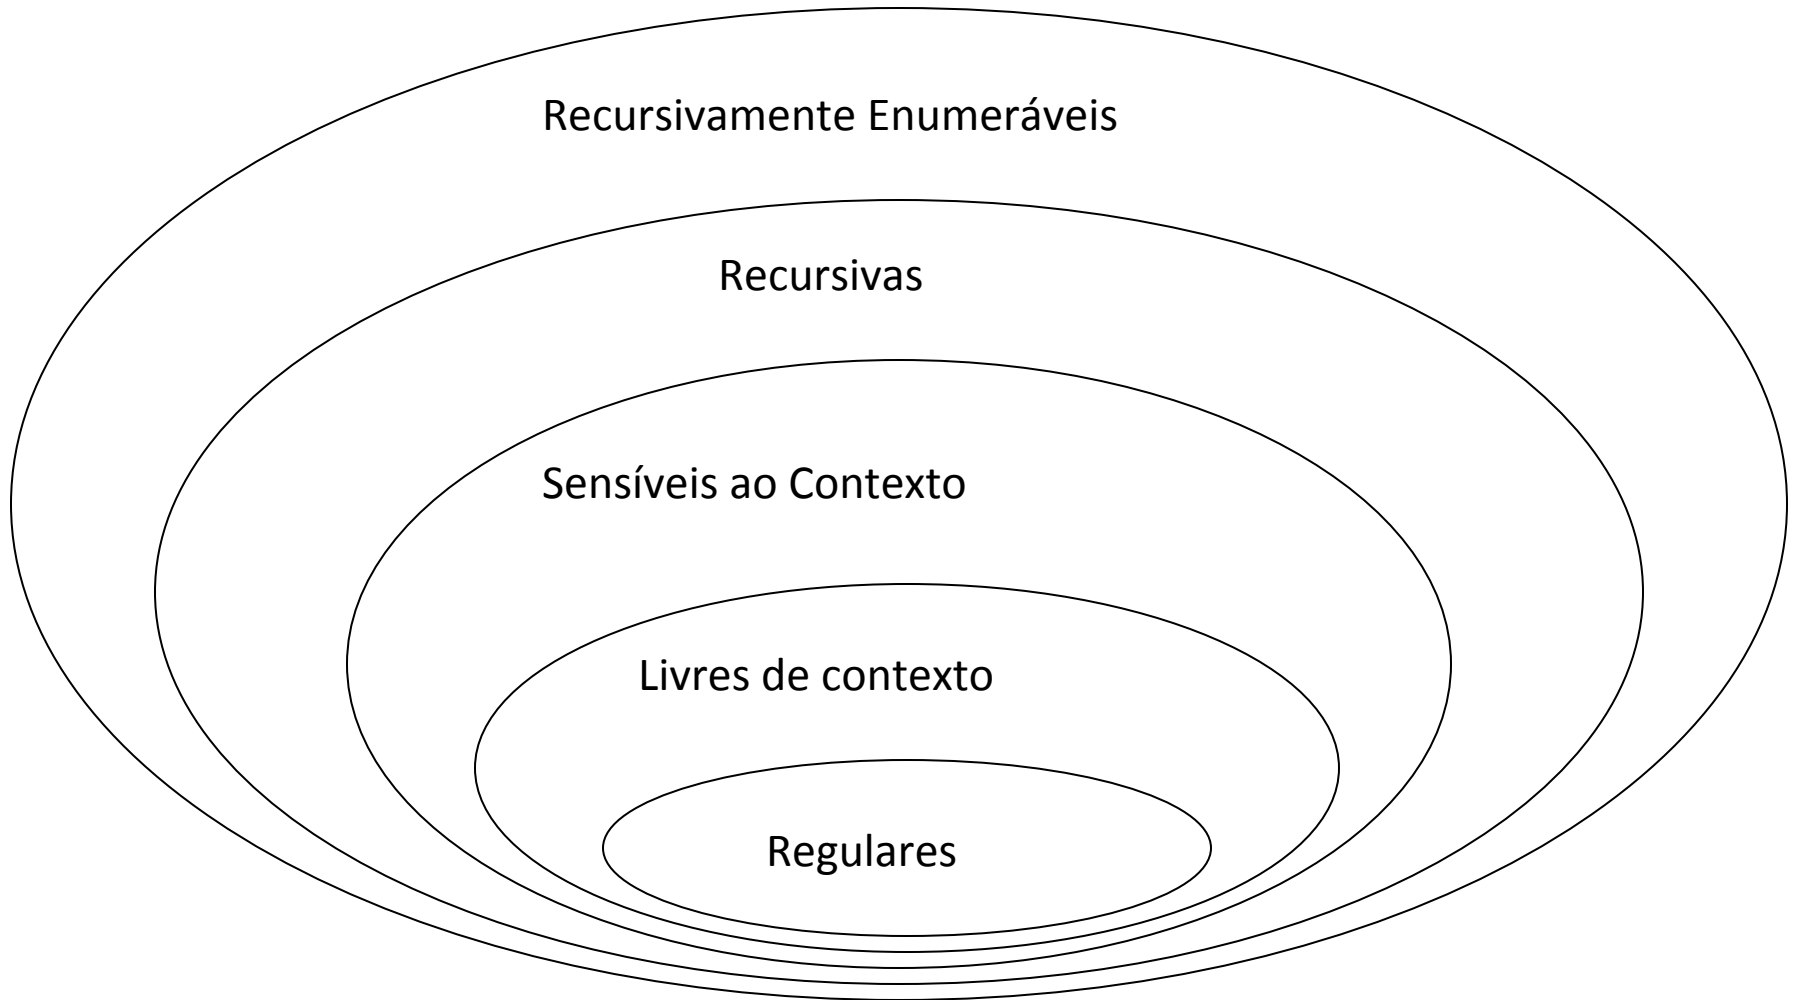 Recursivamente Enumeráveis
Recursivas
Sensíveis ao Contexto
Livres de contexto
Regulares